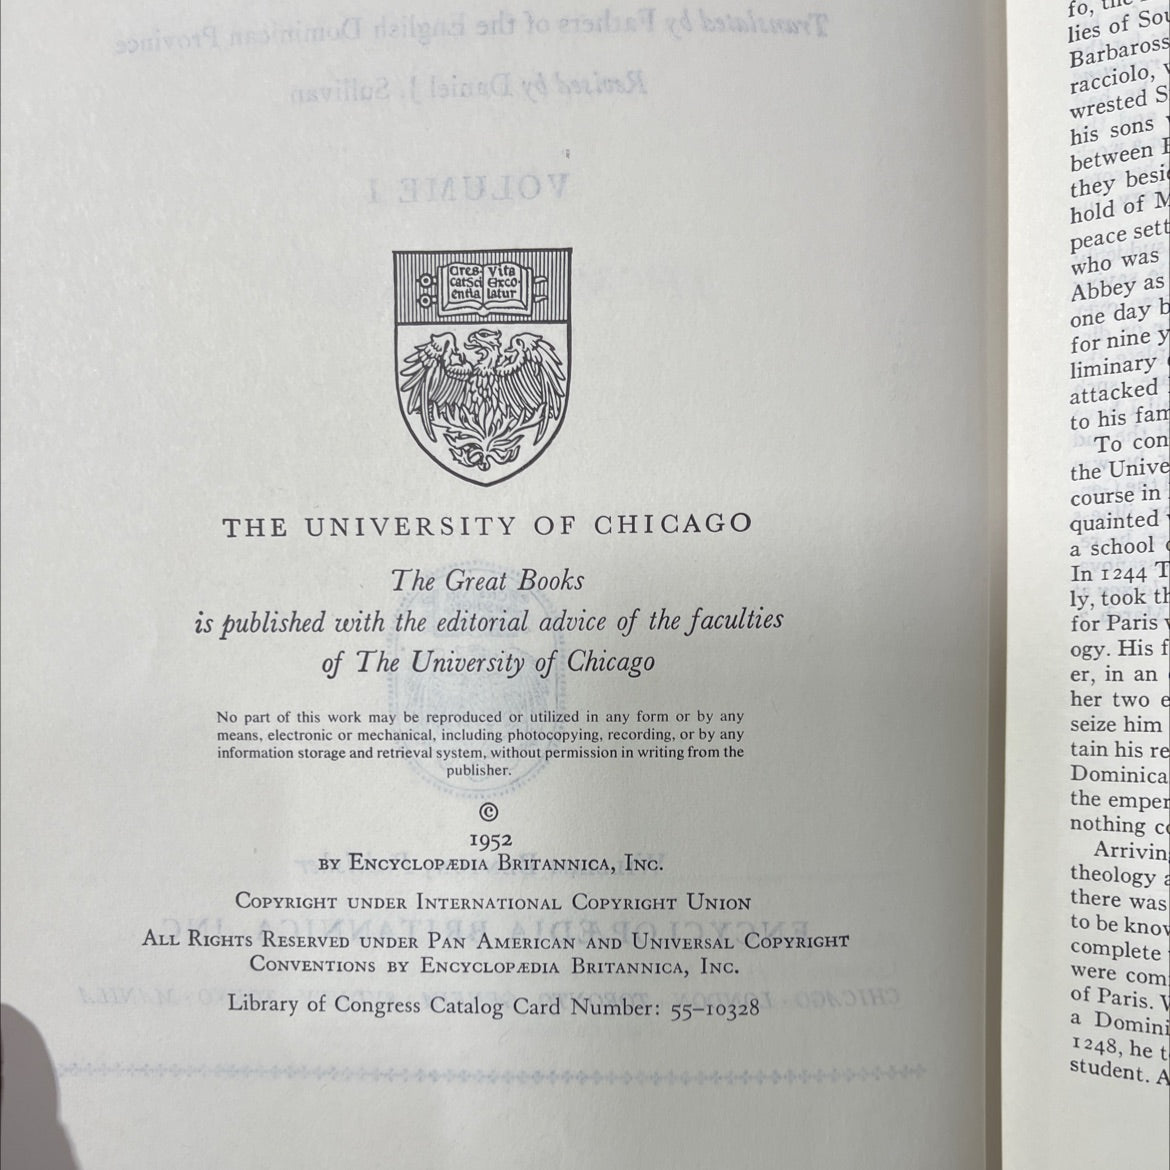 Translated by Fathers of the English Dominican Province
Revised by Daniel J. Sullivan
VOLUME I
Cres- Vita
cat Sci Exco-
entia latur
THE UNIVERSITY OF CHICAGO
The Great Books
is published with the editorial advice of the faculties
of The University of Chicago
No part of this work may be reproduced or utilized in any form or by any
means, electronic or mechanical, including photocopying, recording, or by any
information storage and retrieval system, without permission in writing from the
publisher.
©
1952
BY ENCYCLOPÆDIA BRITANNICA, INC.
COPYRIGHT UNDER INTERNATIONAL COPYRIGHT UNION
ALL RIGHTS RESERVED UNDER PAN AMERICAN AND UNIVERSAL COPYRIGHT
CONVENTIONS BY ENCYCLOPÆDIA BRITANNICA, INC.
Library of Congress Catalog Card Number: 55–10328
fo, the
lies of Sou
Barbaross
racciolo,
wrested S
his sons
between
they besi
hold of M
peace sett
who was
Abbey as
one day b
for nine y
liminary
attacked
to his fam
To con
the Unive
course in
quainted
a school
In 1244 T
ly, took th
for Paris
ogy. His f
er, in an
her two e
seize him
tain his re
Dominica
the emper
nothing co
Arrivin
theology a
there was
to be know
complete
were com
of Paris.
a Domini
1248, he t
student. A